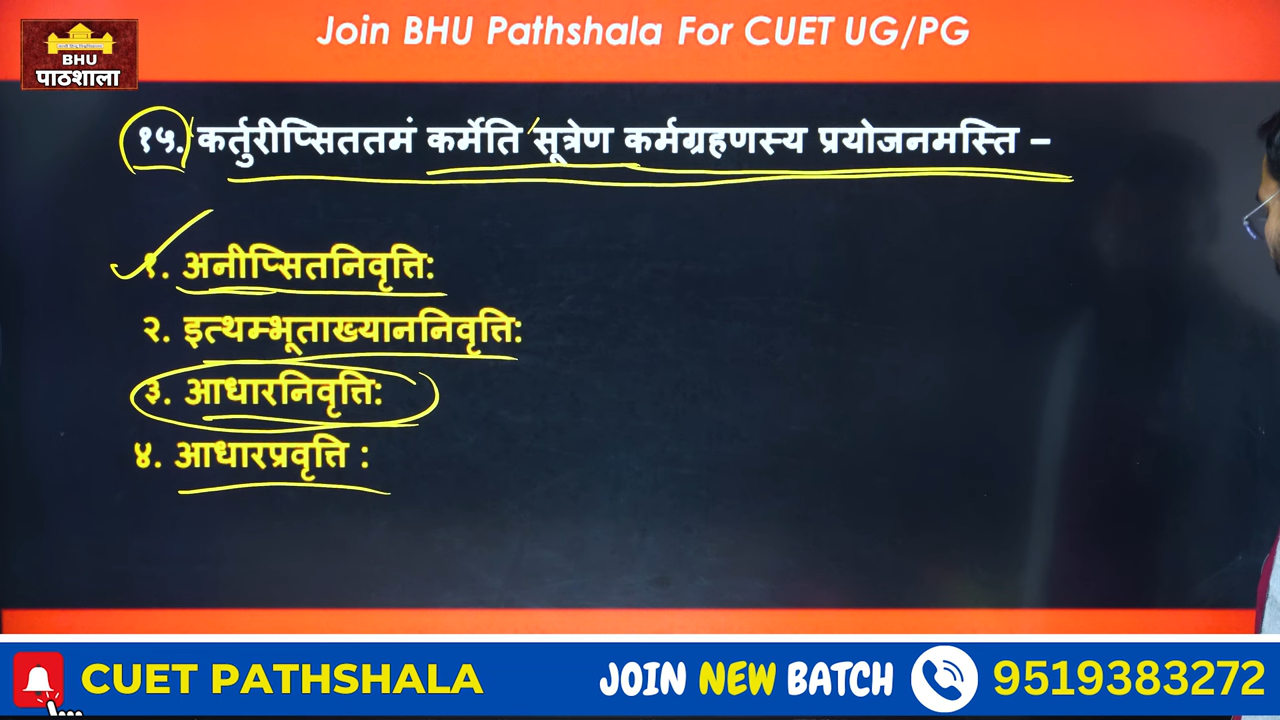 Join BHU Pathshala For CUET UG/PG
BHU
पाठशाला
१५. कर्तुरीप्सिततमं कर्मेति सूत्रेण कर्मग्रहणस्य प्रयोजनमस्ति –
१. अनीप्सितनिवृत्ति:
२. इत्थम्भूताख्याननिवृत्ति:
३. आधारनिवृत्ति:
४. आधारप्रवृत्ति :
CUET PATHSHALA
JOIN NEW BATCH
9519383272